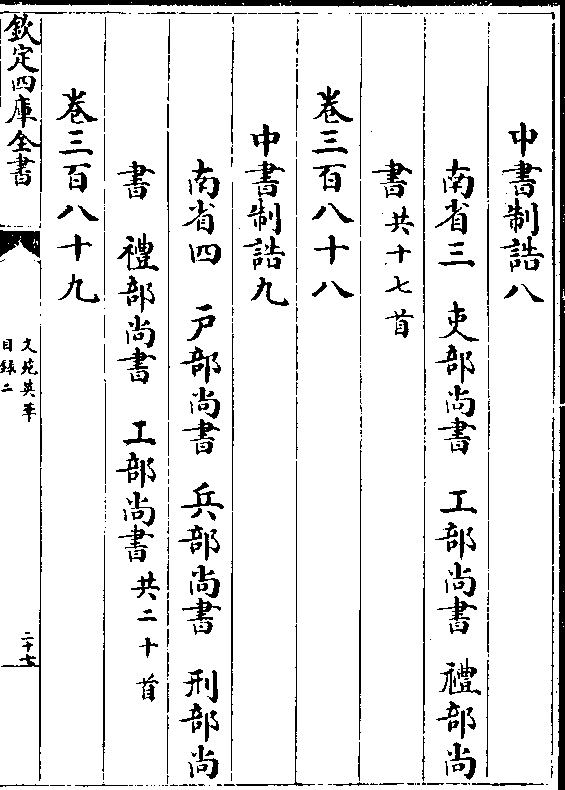 中書制誥八
南省三　吏部尚書　工部尚書　禮部尚
書共十七首
卷三百八十八
中書制誥九
南省四　戸部尚書　兵部尚書　刑部尚
書　禮部尚書　工部尚書共二十首
卷三百八十九
欽定四庫全書
文苑英華
目録二
二十七